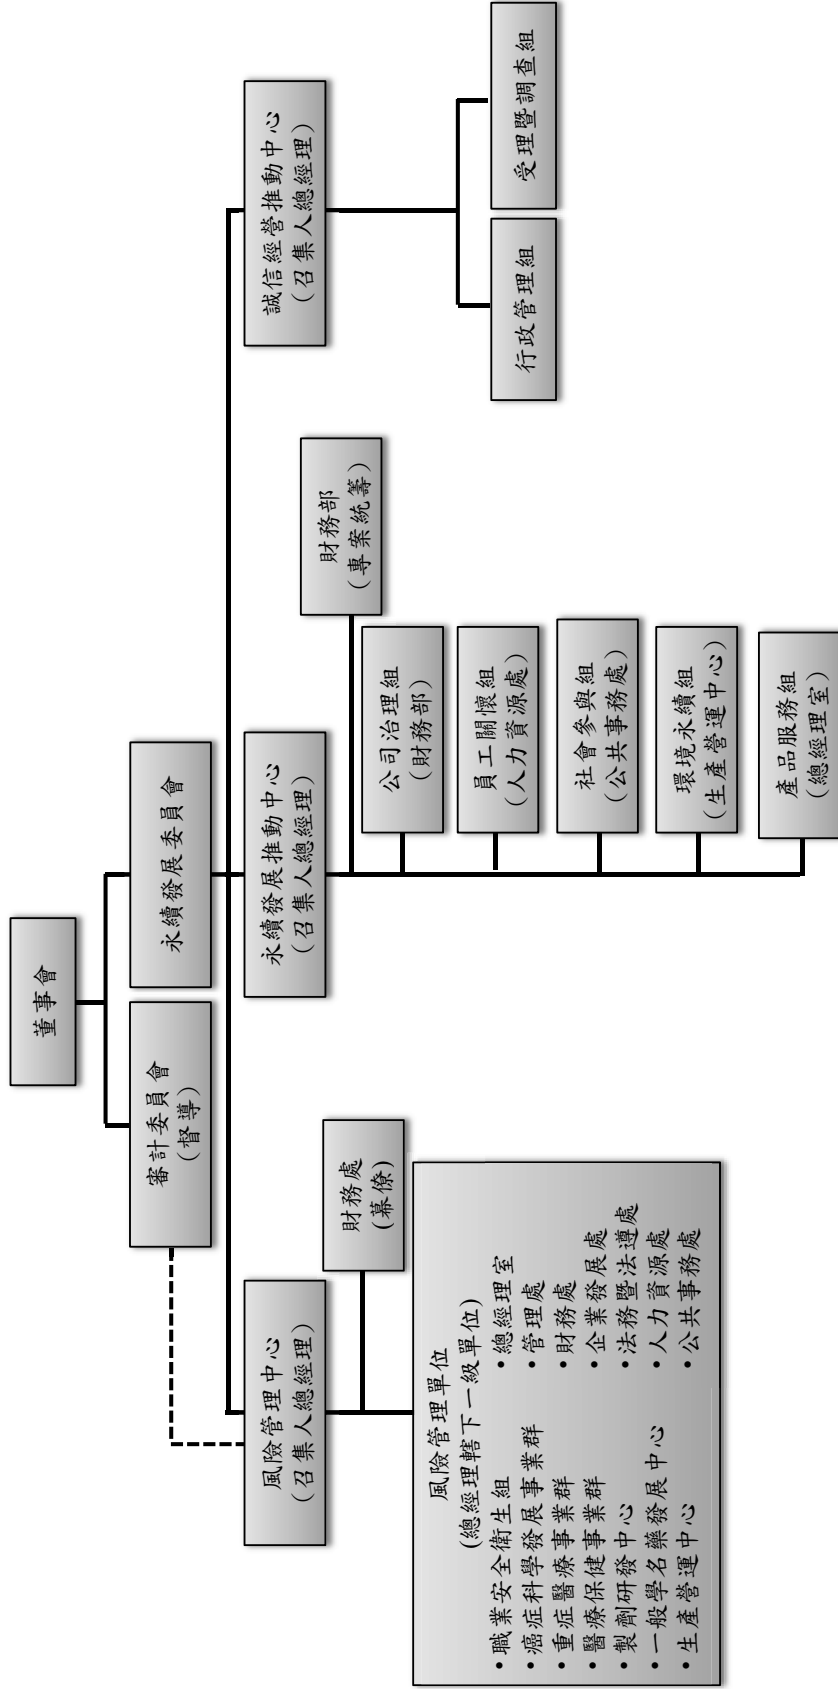 董事會
審計委員會
(督導)
永續發展委員會
風險管理中心
(召集人總經理)
永續發展推動中心
(召集人總經理)
誠信經營推動中心
(召集人總經理)
財務處
(幕僚)
風險管理單位
(總經理轄下一級單位)
•職業安全衛生組
•癌症科學發展事業群
•重症醫療事業群
•醫療保健事業群
•製劑研發中心
•一般學名藥發展中心
•生產營運中心
•總經理室
•管理處
•財務處
•企業發展處
•法務暨法遵處
•人力資源處
•公共事務處
財務部
(專案統籌)
公司治理組
(財務部)
員工關懷組
(人力資源處)
社會參與組
(公共事務處)
環境永續組
(生產營運中心)
產品服務組
(總經理室)
行政管理組
受理暨調查組